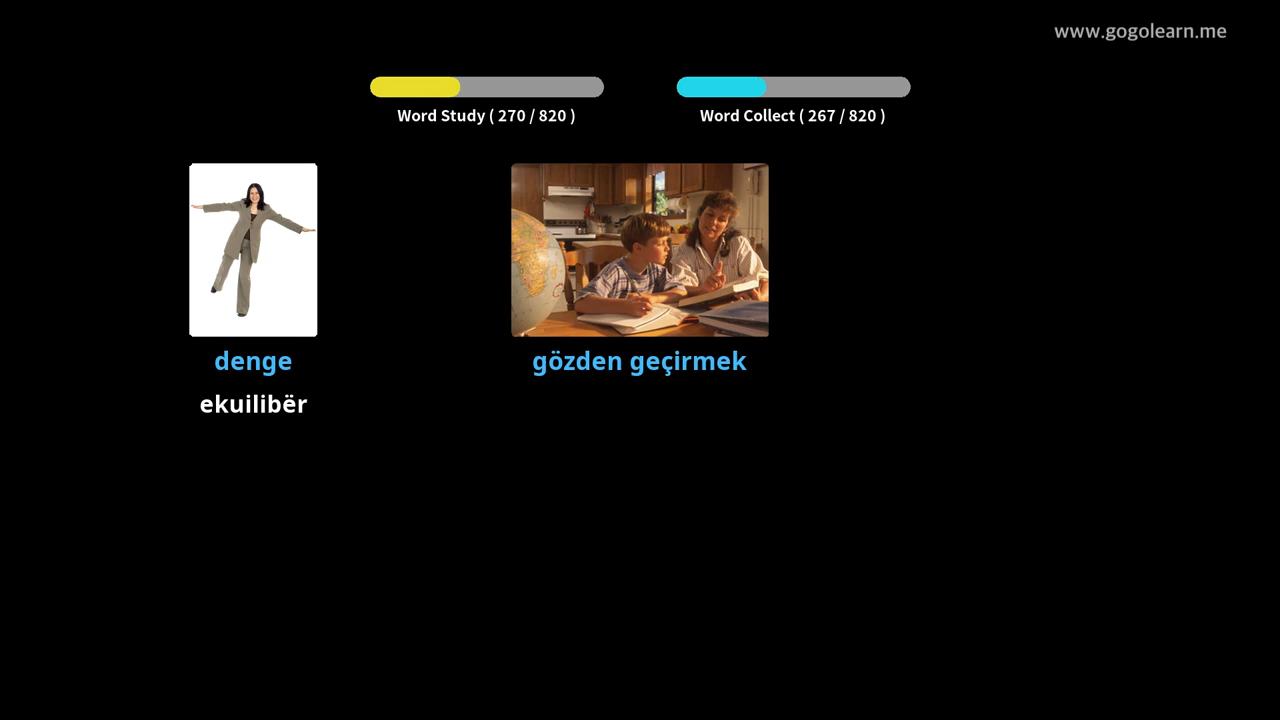 www.gogolearn.me
Word Study ( 270 / 820 )
Word Collect ( 267 / 820 )
denge
gözden geçirmek
ekuilibër